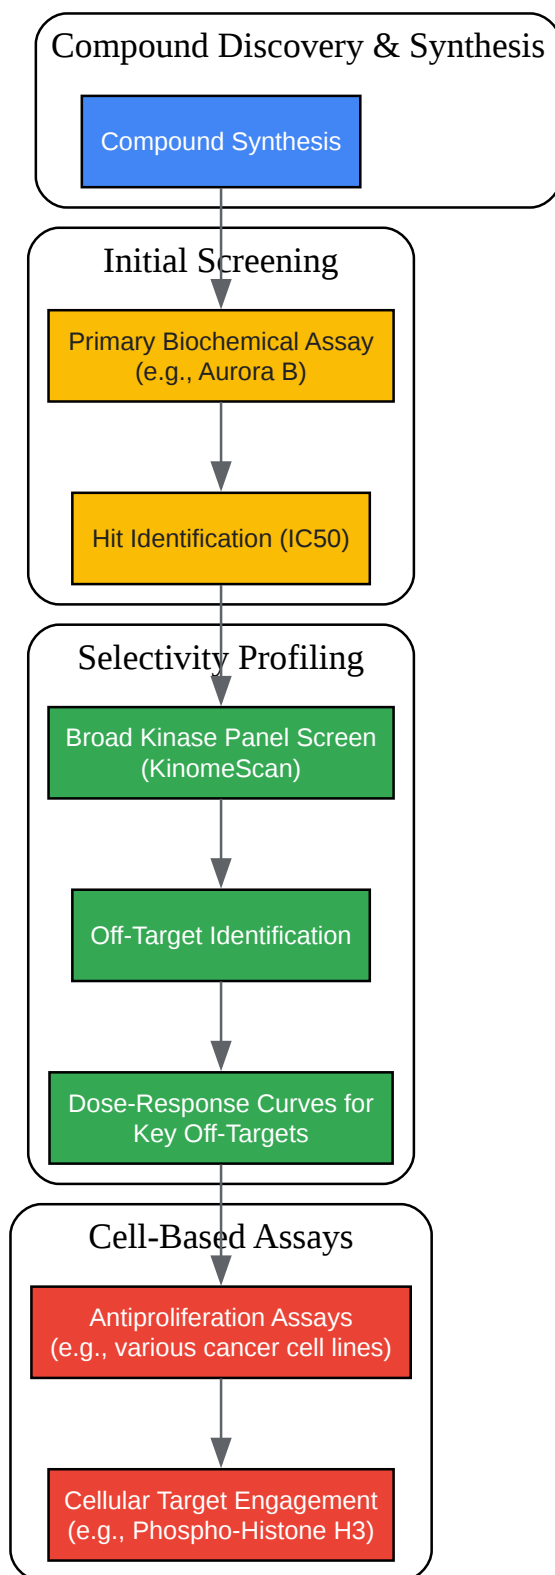 Compound Discovery & Synthesis
Compound Synthesis
Initial Screening
Primary Biochemical Assay
(e.g., Aurora B)
Hit Identification (IC50)
Selectivity Profiling
Broad Kinase Panel Screen
(KinomeScan)
Off-Target Identification
Dose-Response Curves for
Key Off-Targets
Cell-Based Assays
Antiproliferation Assays
(e.g., various cancer cell lines)
Cellular Target Engagement
(e.g., Phospho-Histone H3)